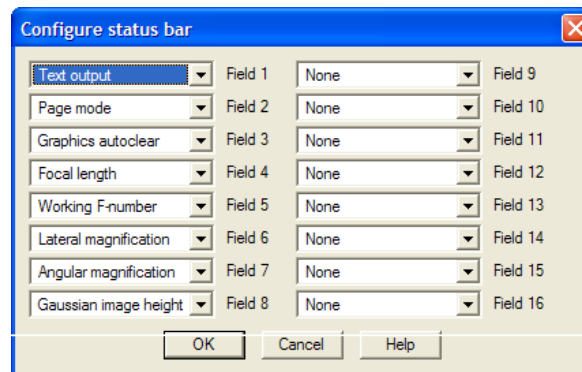 Configure status bar
Text output Field 1 None Field 9
Page mode Field 2 None Field 10
Graphics autoclear Field 3 None Field 11
Focal length Field 4 None Field 12
Working F-number Field 5 None Field 13
Lateral magnification Field 6 None Field 14
Angular magnification Field 7 None Field 15
Gaussian image height Field 8 None Field 16
OK Cancel Help